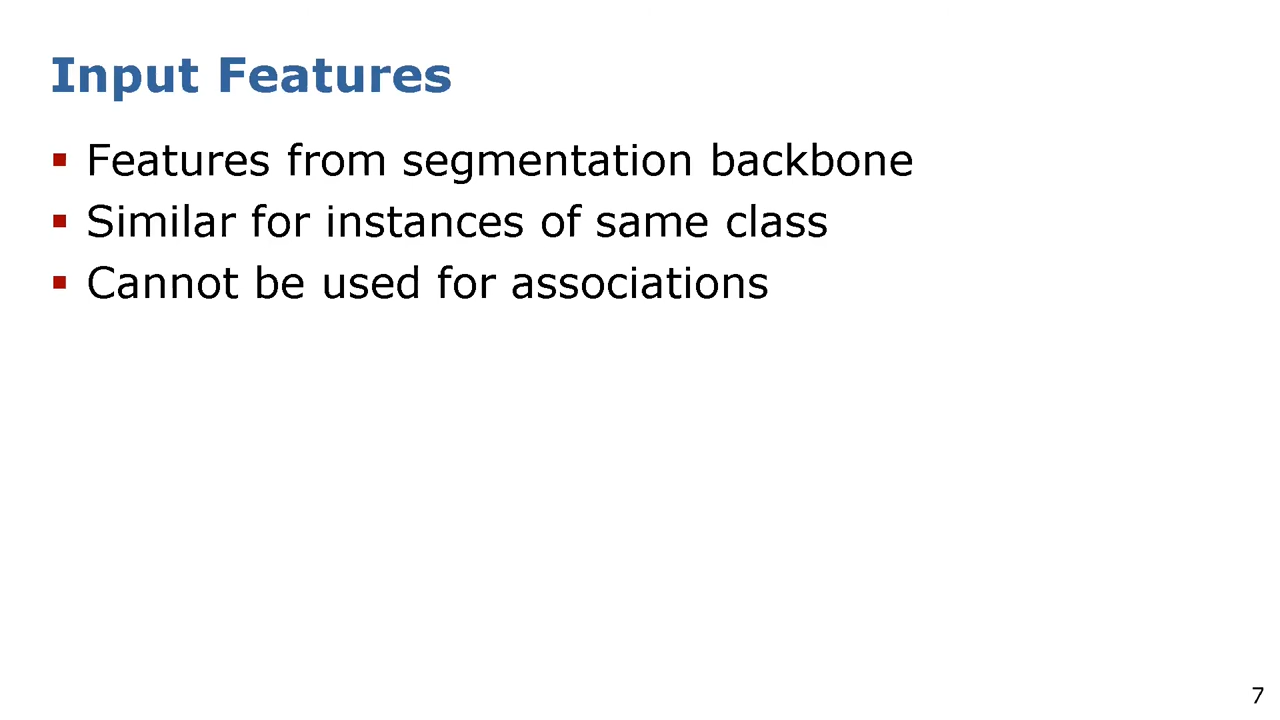 Input Features
▪ Features from segmentation backbone
▪ Similar for instances of same class
▪ Cannot be used for associations
7